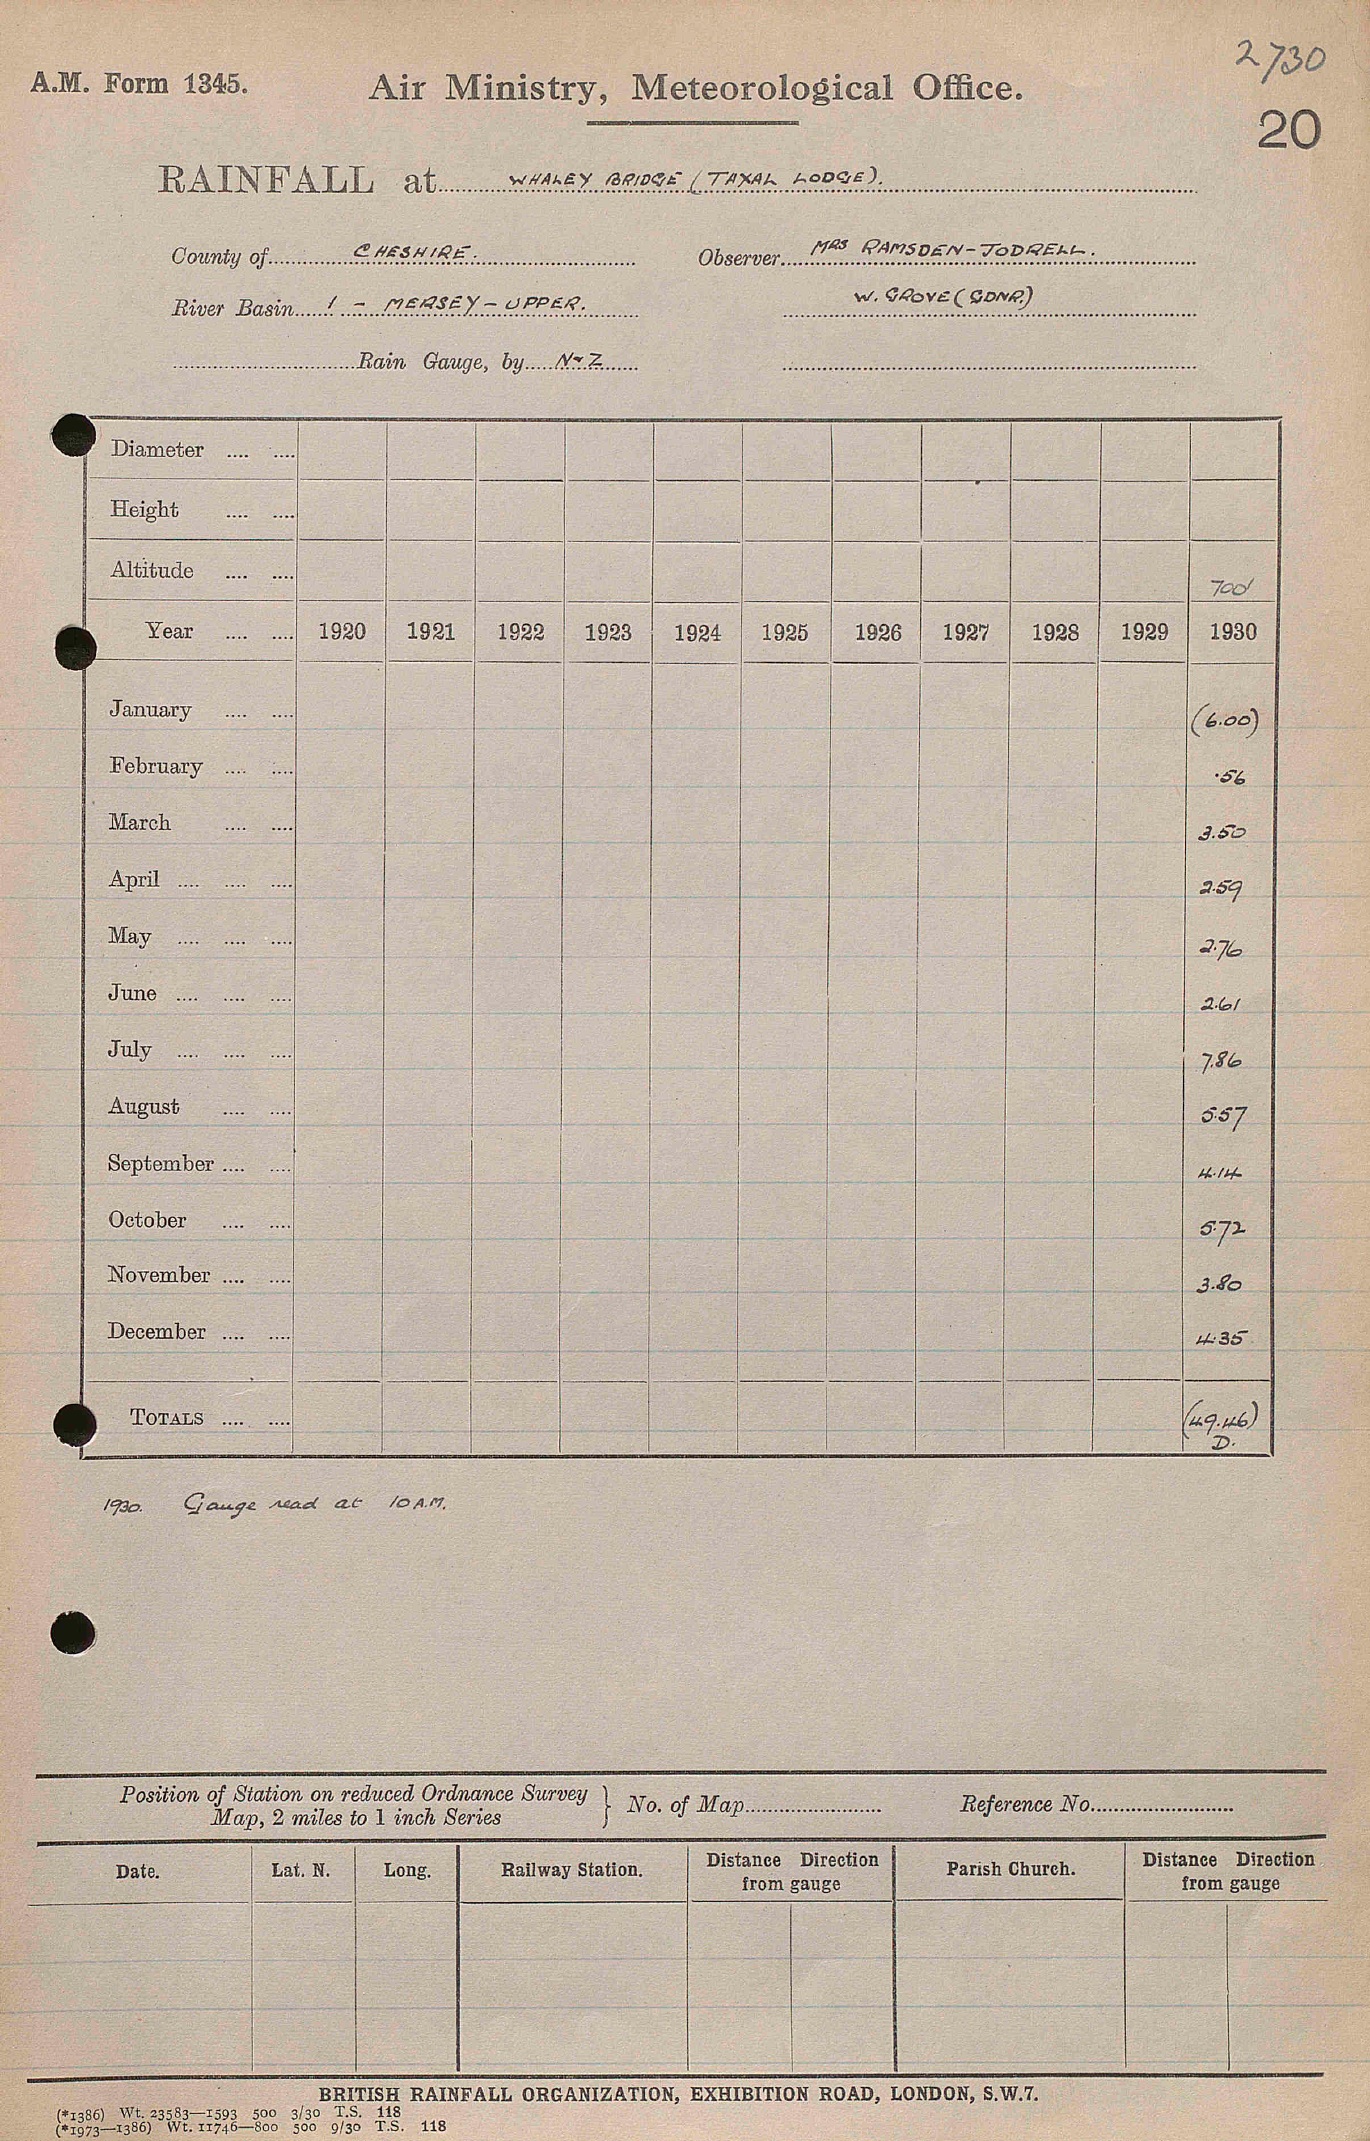 2730
A.M. Form 1345. Air Ministry, Meteorological Office.
20
RAINFALL at WHALEY BRIDGE (TAXAL LODGE).
County of CHESHIRE. Observer MRS RAMSDEN-JODRELL.
River Basin 1 - MERSEY - UPPER. W. GROVE (GDNR.)
Rain Gauge, by N & Z
Diameter .... ....
Height .... ....
Altitude .... .... 700'
Year .... .... 1920 1921 1922 1923 1924 1925 1926 1927 1928 1929 1930
January .... .... (6.00)
February .... .... .56
March .... .... 3.50
April .... .... .... 2.59
May .... .... .... 2.76
June .... .... .... 2.61
July .... .... .... 7.86
August .... .... 5.57
September .... .... 4.14
October .... .... 5.72
November .... .... 3.80
December .... .... 4.35
TOTALS .... .... (49.46)
D.
1930. Gauge read at 10 A.M.
Position of Station on reduced Ordnance Survey
Map, 2 miles to 1 inch Series } No. of Map Reference No.
Date. Lat. N. Long. Railway Station. Distance Direction from gauge Parish Church. Distance Direction from gauge
BRITISH RAINFALL ORGANIZATION, EXHIBITION ROAD, LONDON, S.W.7.
(*1386) Wt. 23583—1593 500 3/30 T.S. 118
(*1973—1386) Wt. 11746—800 500 9/30 T.S. 118